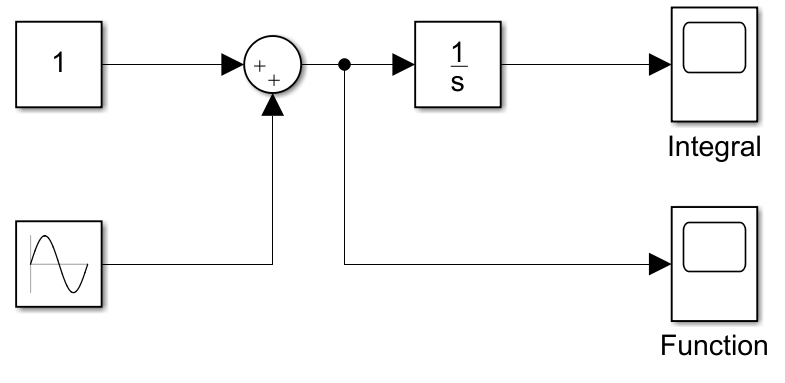 1
+
+
1
s
Integral
Function